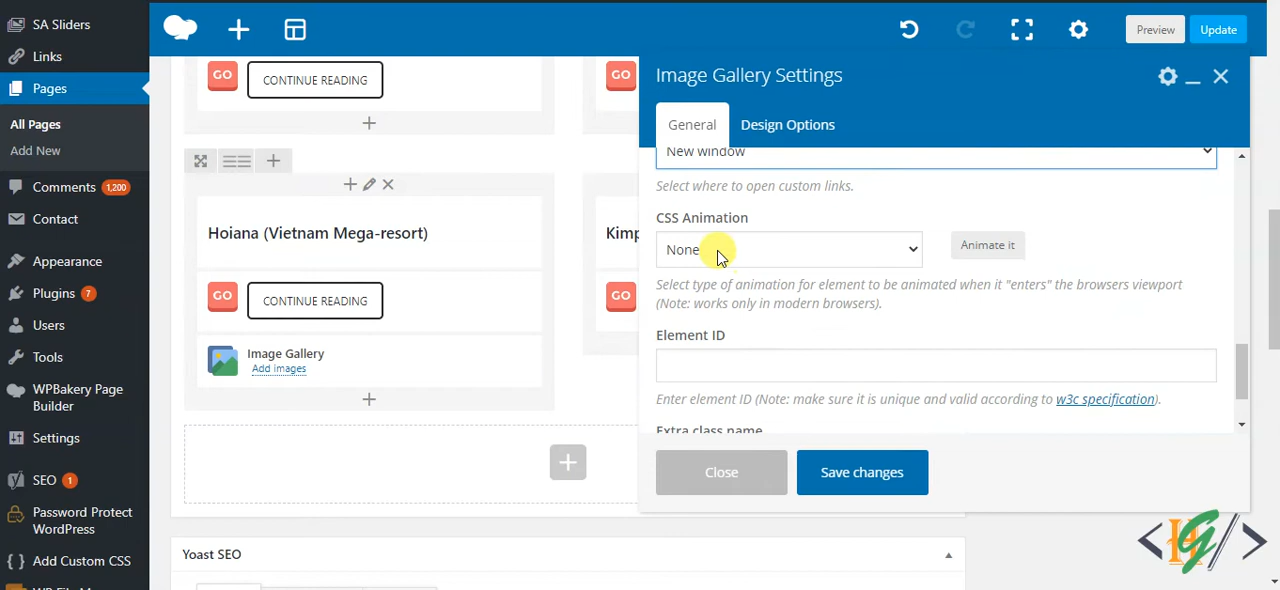 SA Sliders
Links
Pages
All Pages
Add New
Comments 1,200
Contact
Appearance
Plugins 7
Users
Tools
WPBakery Page
Builder
Settings
SEO 1
Password Protect
WordPress
Add Custom CSS
Preview
Update
GO CONTINUE READING
GO
Hoiana (Vietnam Mega-resort)
GO CONTINUE READING
Image Gallery
Add images
GO
Yoast SEO
Image Gallery Settings
General
Design Options
New window
Select where to open custom links.
CSS Animation
None
Animate it
Select type of animation for element to be animated when it "enters" the browsers viewport
(Note: works only in modern browsers).
Element ID
Enter element ID (Note: make sure it is unique and valid according to w3c specification).
Extra class name
Close
Save changes